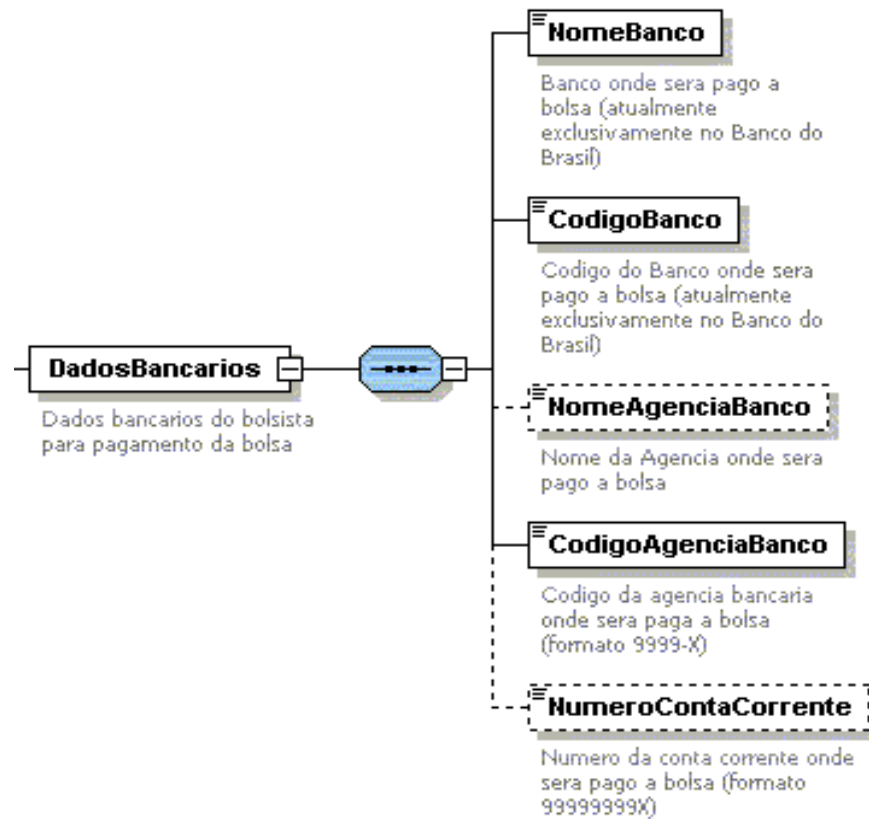 NomeBanco
Banco onde sera pago a
bolsa (atualmente
exclusivamente no Banco do
Brasil)
CodigoBanco
Codigo do Banco onde sera
pago a bolsa (atualmente
exclusivamente no Banco do
Brasil)
DadosBancarios
Dados bancarios do bolsista
para pagamento da bolsa
NomeAgenciaBanco
Nome da Agencia onde sera
pago a bolsa
CodigoAgenciaBanco
Codigo da agencia bancaria
onde sera paga a bolsa
(formato 9999-X)
NumeroContaCorrente
Numero da conta corrente onde
sera pago a bolsa (formato
99999999X)